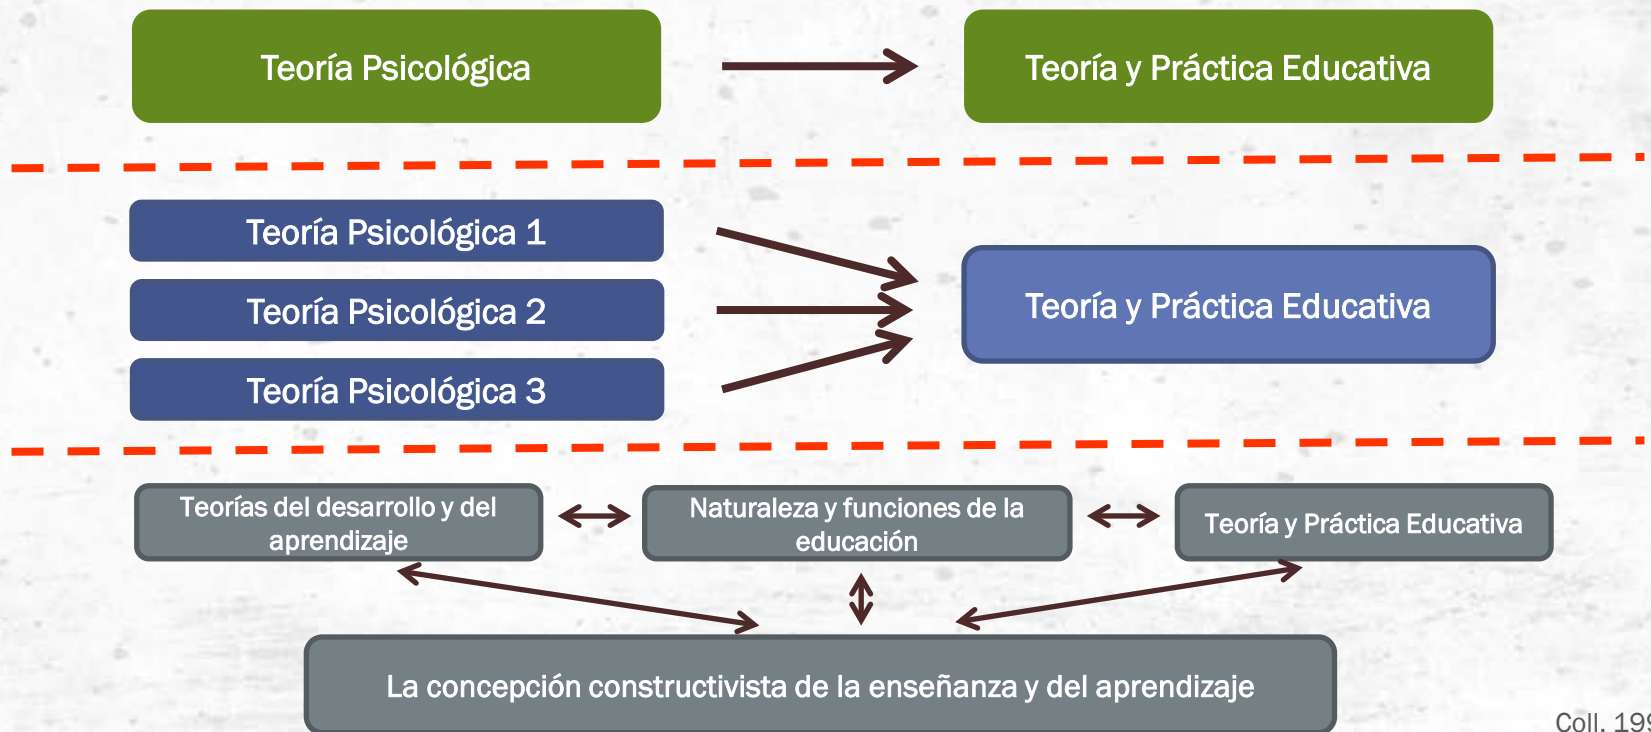 Teoría Psicológica
Teoría y Práctica Educativa
Teoría Psicológica 1
Teoría Psicológica 2
Teoría Psicológica 3
Teoría y Práctica Educativa
Teorías del desarrollo y del
aprendizaje
Naturaleza y funciones de la
educación
Teoría y Práctica Educativa
La concepción constructivista de la enseñanza y del aprendizaje
Coll. 199